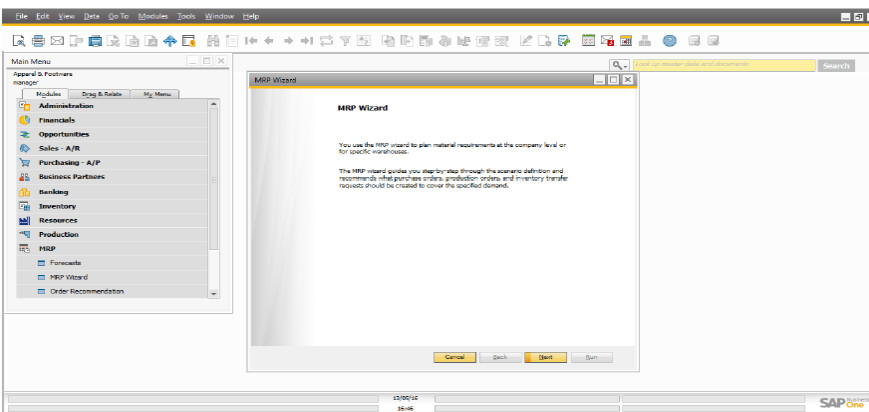 File Edit View Data Go To Modules Tools Window Help
Look up master data and documents
Search
Main Menu
Apparel & Footware
manager
Modules Drag & Relate My Menu
Administration
Financials
Opportunities
Sales - A/R
Purchasing - A/P
Business Partners
Banking
Inventory
Resources
Production
MRP
Forecasts
MRP Wizard
Order Recommendation
MRP Wizard
MRP Wizard
You use the MRP wizard to plan material requirements at the company level or
for specific warehouses.
The MRP wizard guides you step-by-step through the scenario definition and
recommends what purchase orders, production orders, and inventory transfer
requests should be created to cover the specified demand.
Cancel Back Next Run
13/05/16
16:46
SAP Business
One